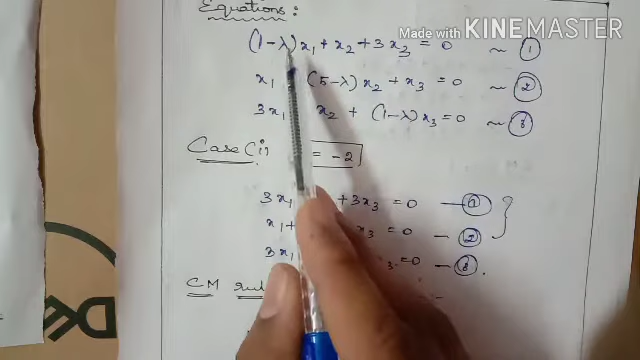 Equations:
Made with KINEMASTER
(1-λ)x₁ + x₂ + 3x₃ = 0 ~ ①
x₁ (5-λ)x₂ + x₃ = 0 ~ ②
3x₁ x₂ + (1-λ)x₃ = 0 ~ ③
Case(i = -2
3x₁ + 3x₃ = 0 — ①
x₁+ x₃ = 0 — ②
3x₁ = 0 — ③.
CM